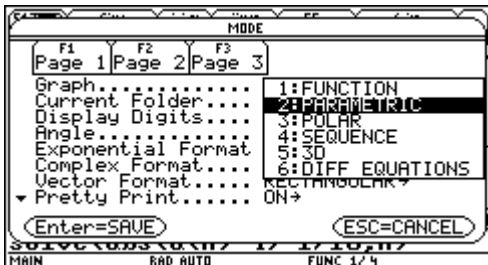 MODE
F1 F2 F3
Page 1 Page 2 Page 3
Graph..............
Current Folder....
Display Digits....
Angle..............
Exponential Format
Complex Format....
Vector Format..... RECTANGULAR→
Pretty Print...... ON→
1:FUNCTION
2:PARAMETRIC
3:POLAR
4:SEQUENCE
5:3D
6:DIFF EQUATIONS
(Enter=SAVE) (ESC=CANCEL)
MAIN RAD AUTO FUNC 1/4